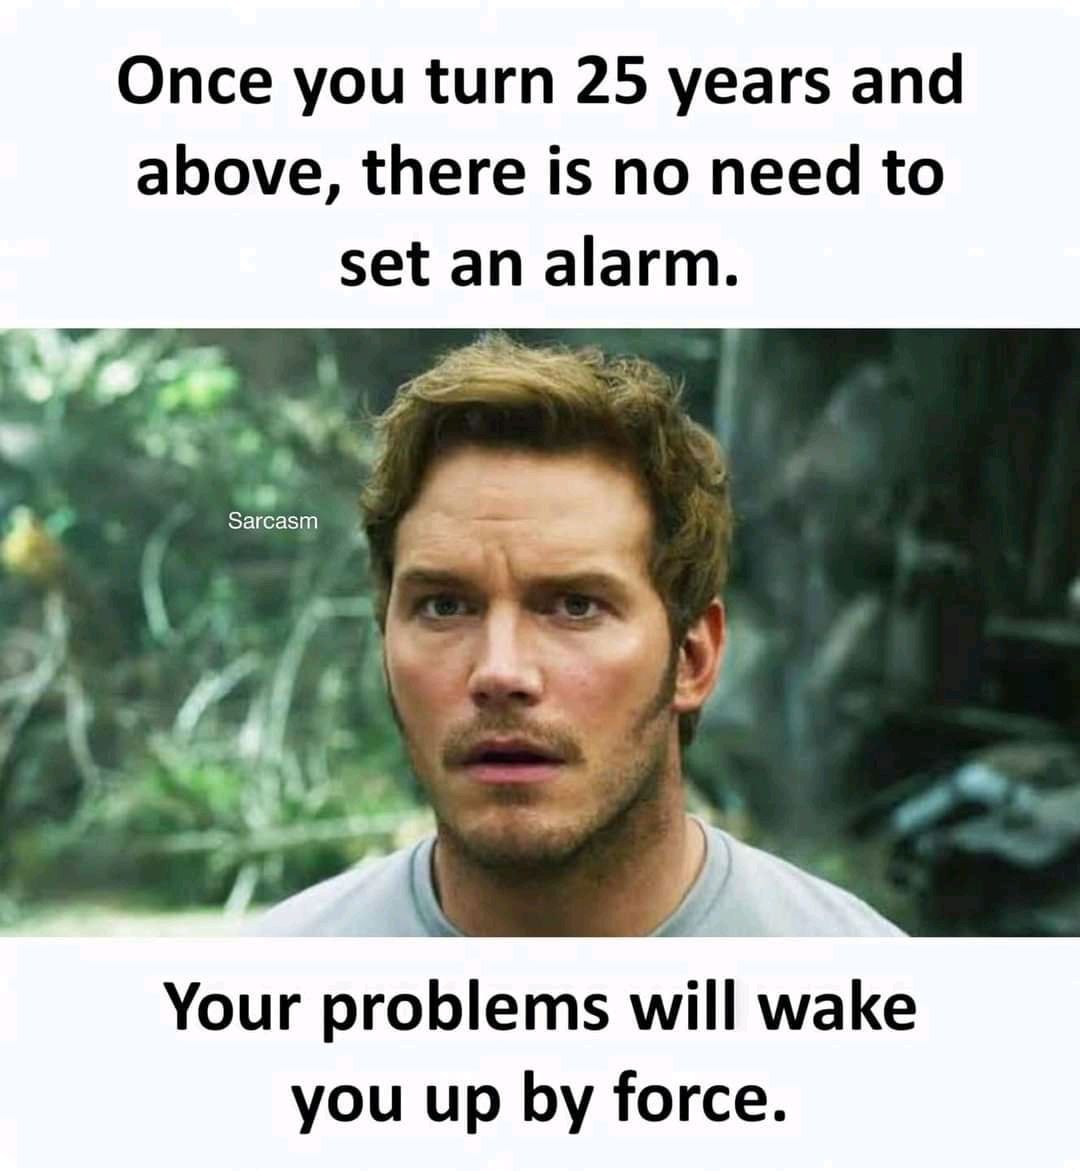 Once you turn 25 years and
above, there is no need to
set an alarm.
Sarcasm
Your problems will wake
you up by force.